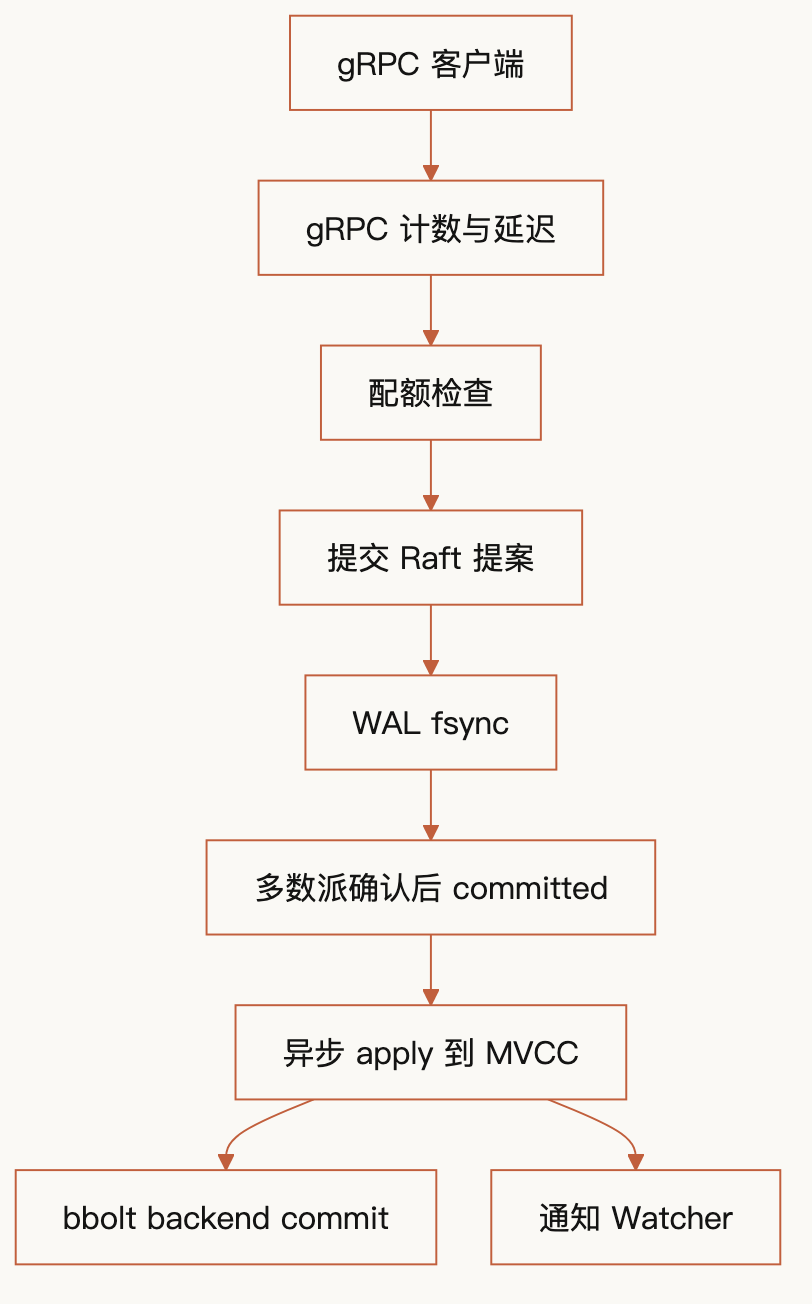 gRPC 客户端
gRPC 计数与延迟
配额检查
提交 Raft 提案
WAL fsync
多数派确认后 committed
异步 apply 到 MVCC
bbolt backend commit
通知 Watcher